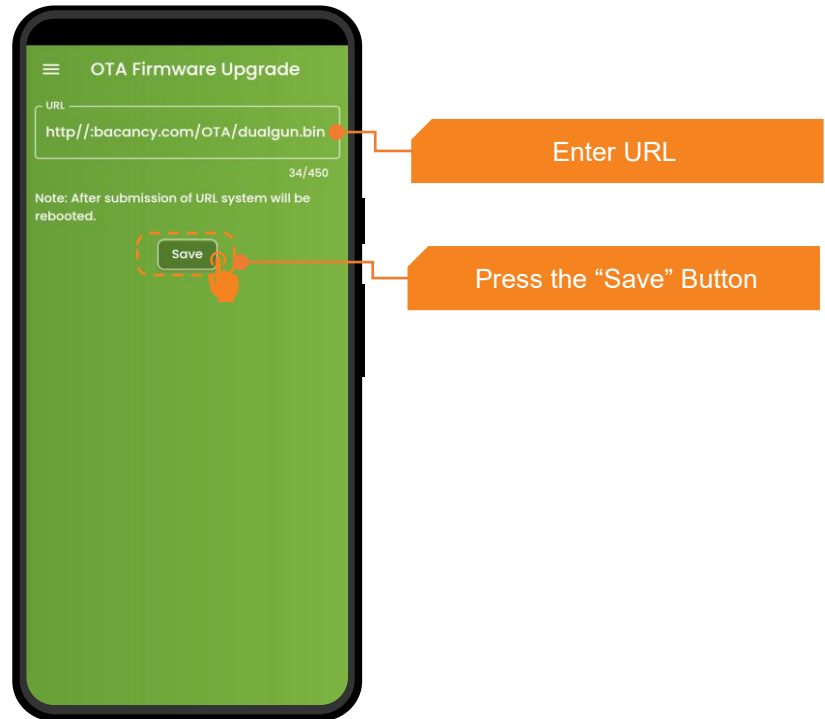 OTA Firmware Upgrade
URL
http//:bacancy.com/OTA/dualgun.bin
34/450
Note: After submission of URL system will be
rebooted.
Save
Enter URL
Press the “Save” Button